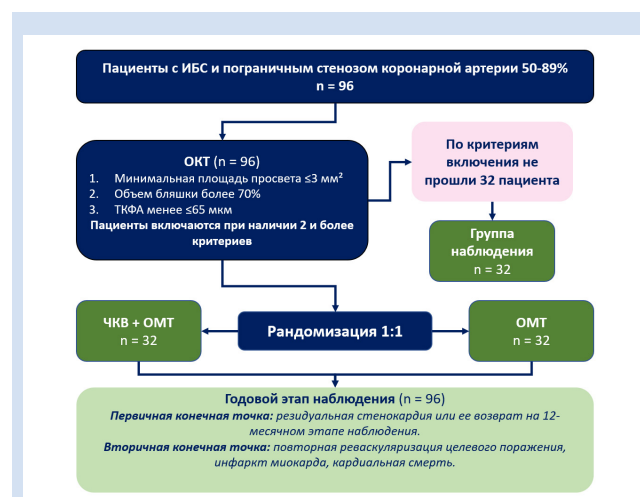 Пациенты с ИБС и пограничным стенозом коронарной артерии 50-89%
n = 96
ОКТ (n = 96)
1. Минимальная площадь просвета ≤3 мм²
2. Объем бляшки более 70%
3. ТКФА менее ≤65 мкм
Пациенты включаются при наличии 2 и более
критериев
По критериям
включения не
прошли 32 пациента
Группа
наблюдения
n = 32
ЧКВ + ОМТ
n = 32
Рандомизация 1:1
ОМТ
n = 32
Годовой этап наблюдения (n = 96)
Первичная конечная точка: резидуальная стенокардия или ее возврат на 12-
месячном этапе наблюдения.
Вторичная конечная точка: повторная реваскуляризация целевого поражения,
инфаркт миокарда, кардиальная смерть.